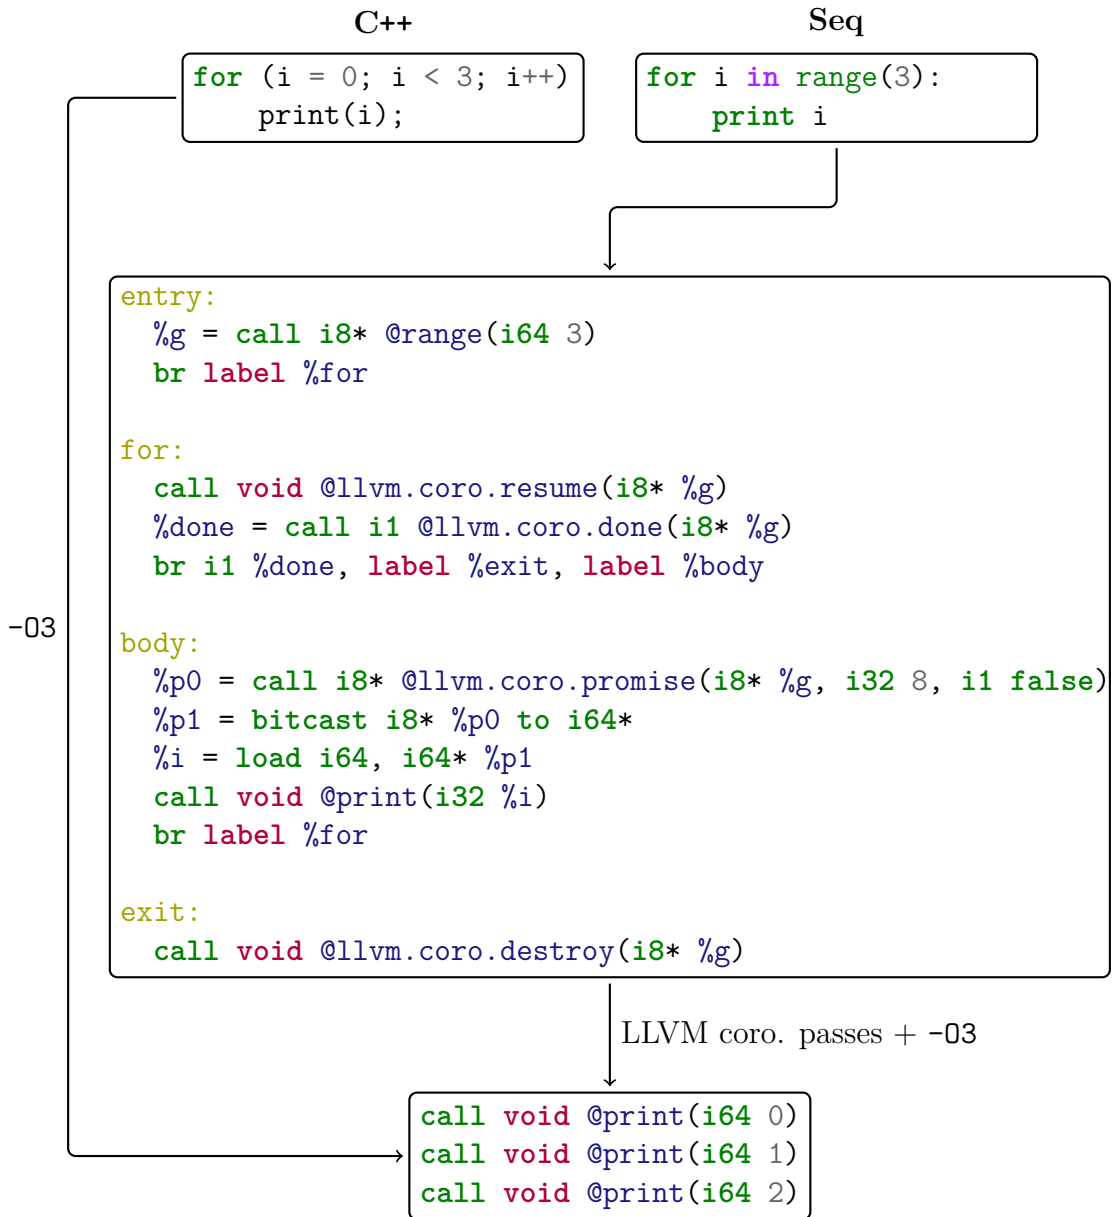 C++
for (i = 0; i < 3; i++)
    print(i);
Seq
for i in range(3):
    print i
entry:
  %g = call i8* @range(i64 3)
  br label %for
for:
  call void @llvm.coro.resume(i8* %g)
  %done = call i1 @llvm.coro.done(i8* %g)
  br i1 %done, label %exit, label %body
-O3
body:
  %p0 = call i8* @llvm.coro.promise(i8* %g, i32 8, i1 false)
  %p1 = bitcast i8* %p0 to i64*
  %i = load i64, i64* %p1
  call void @print(i32 %i)
  br label %for
exit:
  call void @llvm.coro.destroy(i8* %g)
LLVM coro. passes + -O3
call void @print(i64 0)
call void @print(i64 1)
call void @print(i64 2)